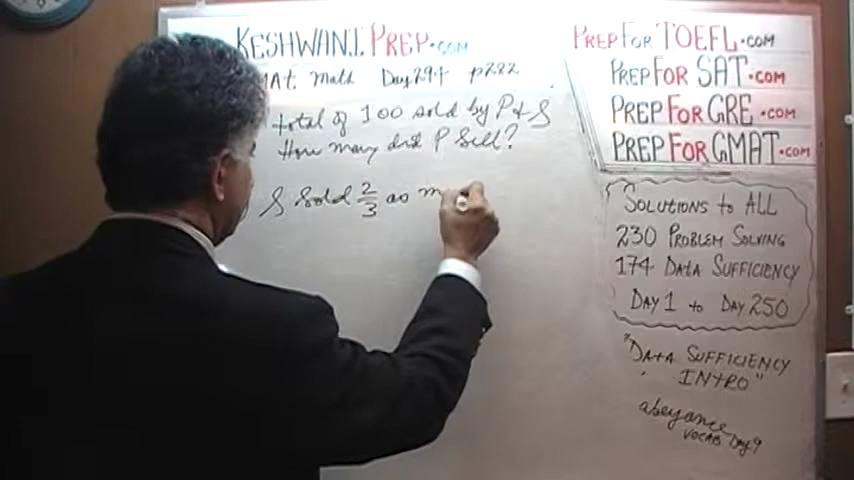 KESHWANI PREP.COM
MAT. Math Day 294 p282
total of 100 sold by P & S
How many did P Sell?
S Sold 2/3 as m
PREPFOR TOEFL.COM
PREPFOR SAT.COM
PREPFOR GRE.COM
PREPFOR GMAT.COM
SOLUTIONS to ALL
230 PROBLEM SOLVING
174 DATA SUFFICIENCY
DAY 1 to DAY 250
"DATA SUFFICIENCY
INTRO"
abeyance
VOCAB Day 9